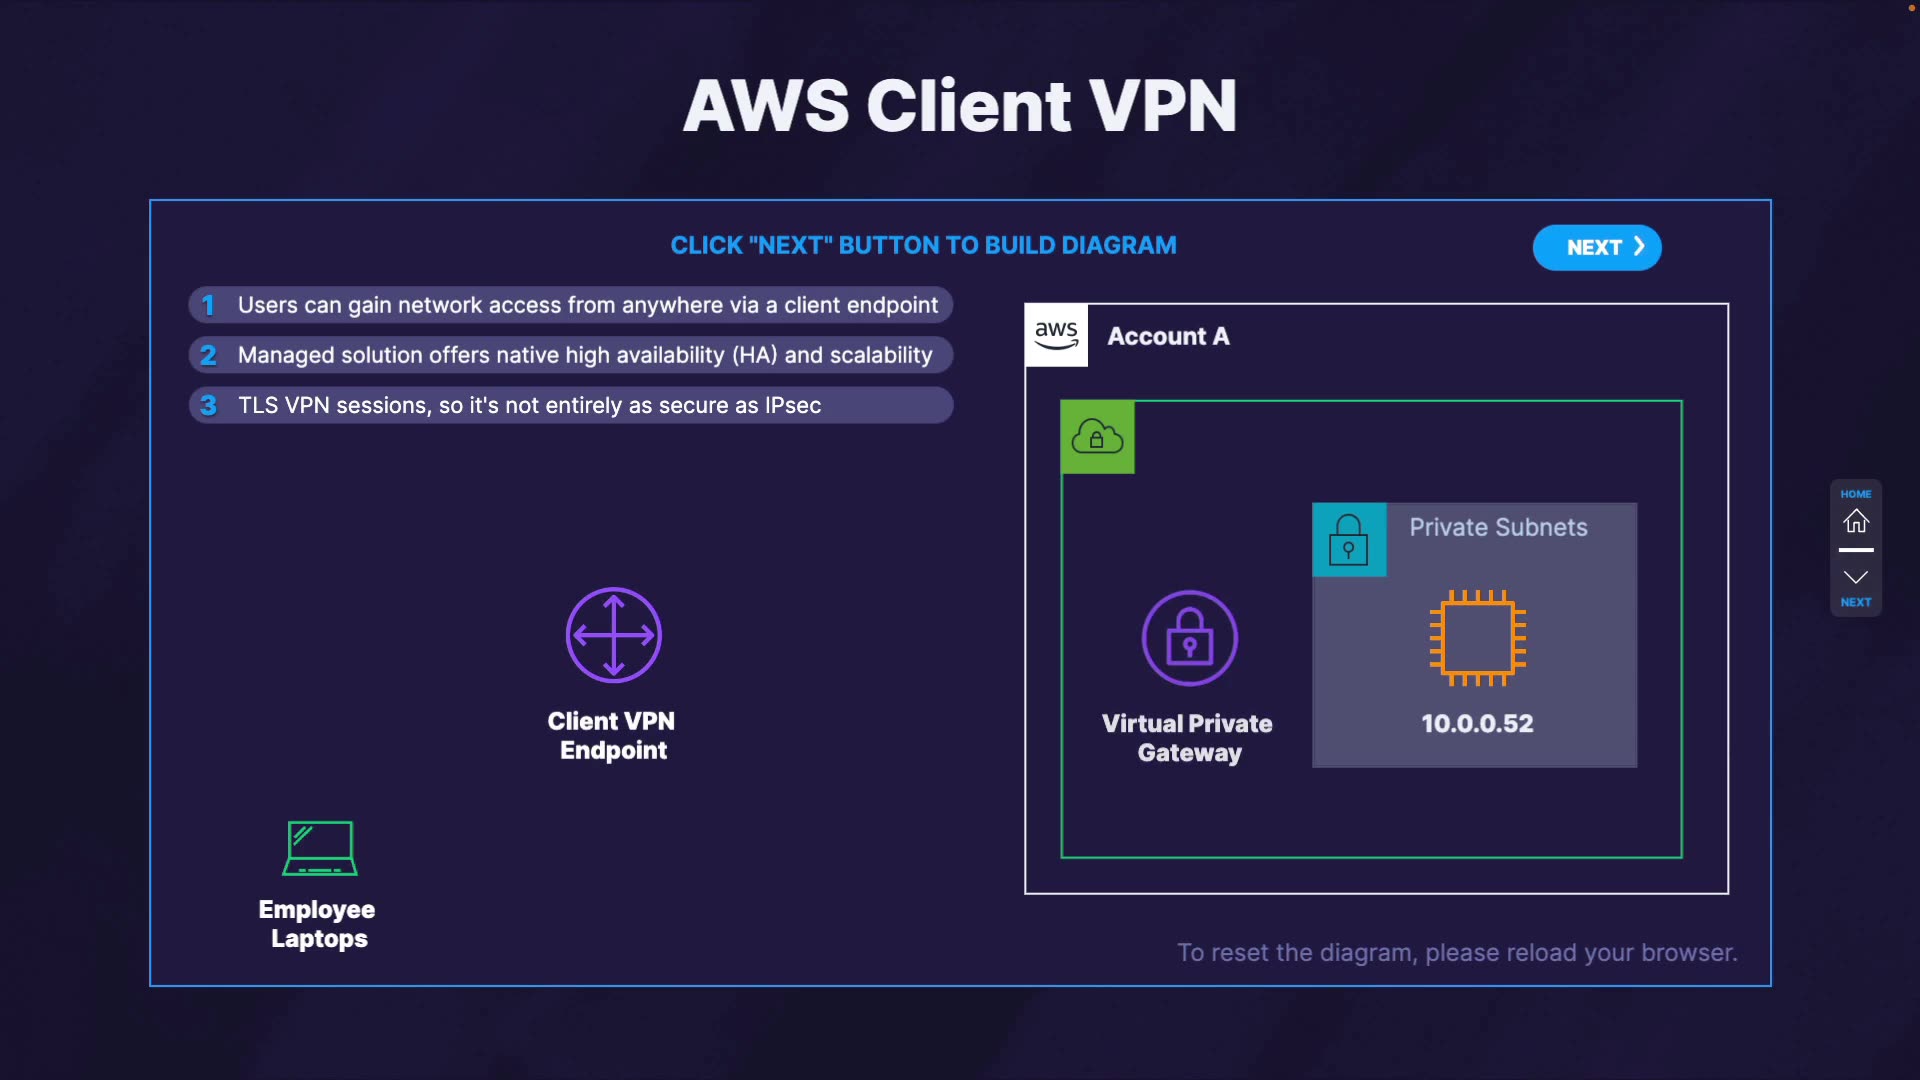 AWS Client VPN
CLICK "NEXT" BUTTON TO BUILD DIAGRAM
NEXT
1 Users can gain network access from anywhere via a client endpoint
2 Managed solution offers native high availability (HA) and scalability
3 TLS VPN sessions, so it's not entirely as secure as IPsec
aws
Account A
Private Subnets
HOME
NEXT
Client VPN
Endpoint
Virtual Private
Gateway
10.0.0.52
Employee
Laptops
To reset the diagram, please reload your browser.